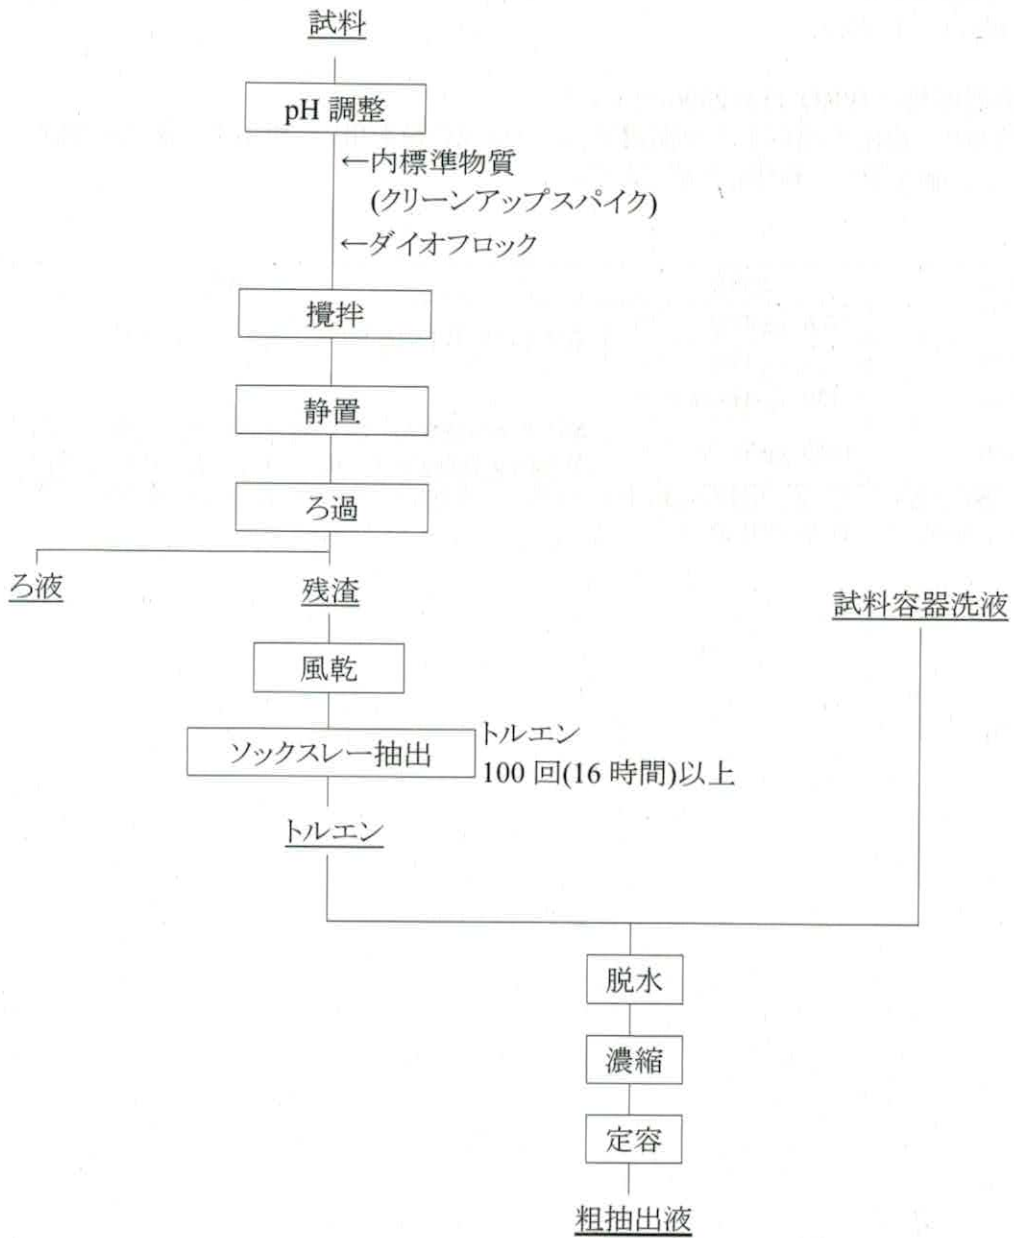 試料
pH 調整
←内標準物質
(クリーンアップスパイク)
←ダイオフロック
攪拌
静置
ろ過
ろ液
残渣
試料容器洗液
風乾
ソックスレー抽出
トルエン
100 回(16 時間)以上
トルエン
脱水
濃縮
定容
粗抽出液